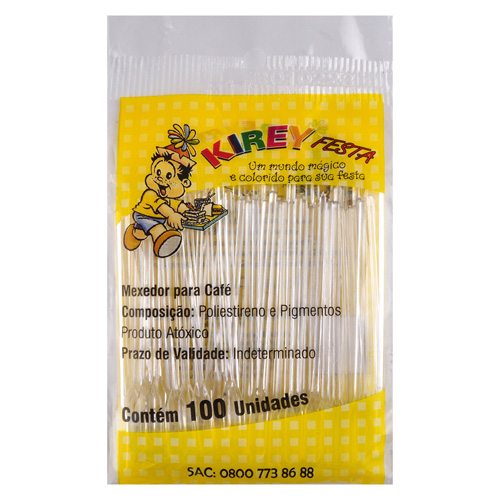 KIREY FESTA
Um mundo mágico
e colorido para sua festa
Mexedor para Café
Composição: Poliestireno e Pigmentos
Produto Atóxico
Prazo de Validade: Indeterminado
Contém 100 Unidades
SAC: 0800 773 86 88